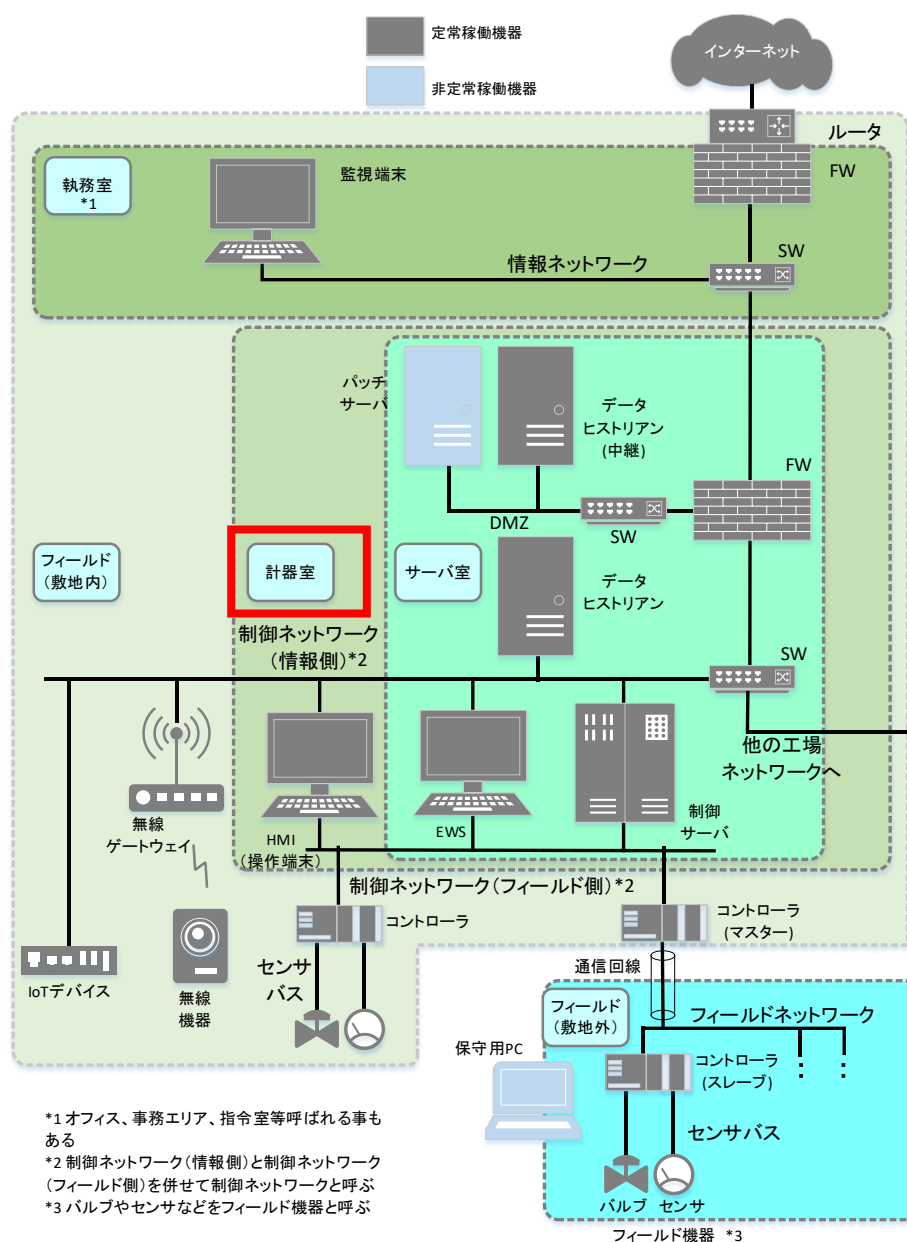 定常稼働機器
非定常稼働機器
インターネット
ルータ
FW
執務室
*1
監視端末
SW
情報ネットワーク
パッチ
サーバ
データ
ヒストリアン
(中継)
FW
DMZ
SW
フィールド
(敷地内)
計器室
サーバ室
データ
ヒストリアン
制御ネットワーク
(情報側)*2
SW
他の工場
ネットワークへ
無線
ゲートウェイ
HMI
(操作端末)
EWS
制御
サーバ
制御ネットワーク(フィールド側)*2
コントローラ
コントローラ
(マスター)
IoTデバイス
無線
機器
センサ
バス
通信回線
フィールド
(敷地外)
フィールドネットワーク
保守用PC
コントローラ
(スレーブ)
センサバス
バルブ センサ
フィールド機器 *3
*1 オフィス、事務エリア、指令室等呼ばれる事も
ある
*2 制御ネットワーク(情報側)と制御ネットワーク
(フィールド側)を併せて制御ネットワークと呼ぶ
*3 バルブやセンサなどをフィールド機器と呼ぶ